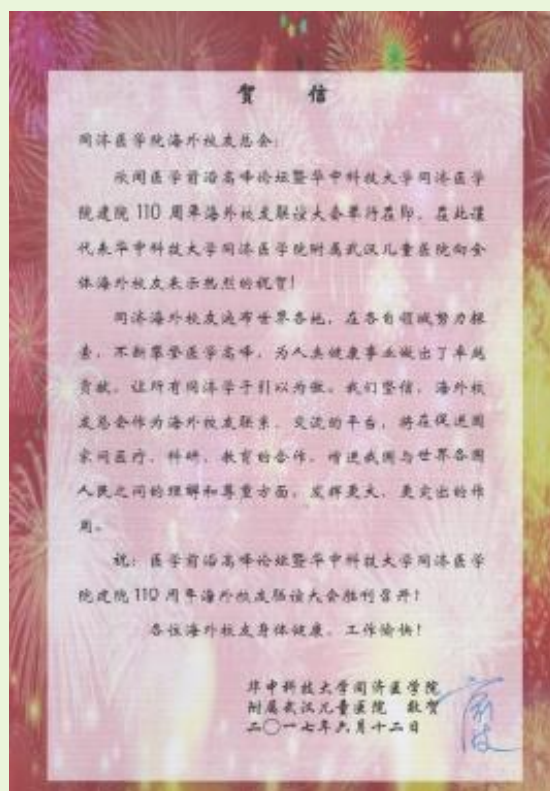 贺 信
同济医学院海外校友总会：
欣闻医学前沿高峰论坛暨华中科技大学同济医学
院建院 110 周年海外校友联谊大会举行在即，在此谨
代表华中科技大学同济医学院附属武汉儿童医院向全
体海外校友表示热烈的祝贺！
同济海外校友遍布世界各地，在各自领域努力探
索，不断攀登医学高峰，为人类健康事业做出了卓越
贡献，让所有同济学子引以为傲。我们坚信，海外校
友总会作为海外校友联系、交流的平台，将在促进国
家间医疗、科研、教育的合作，增进我国与世界各国
人民之间的理解和尊重方面，发挥更大、更突出的作
用。
祝：医学前沿高峰论坛暨华中科技大学同济医学
院建院 110 周年海外校友联谊大会胜利召开！
各位海外校友身体健康、工作愉快！
华中科技大学同济医学院
附属武汉儿童医院 敬贺
二〇一七年六月十二日